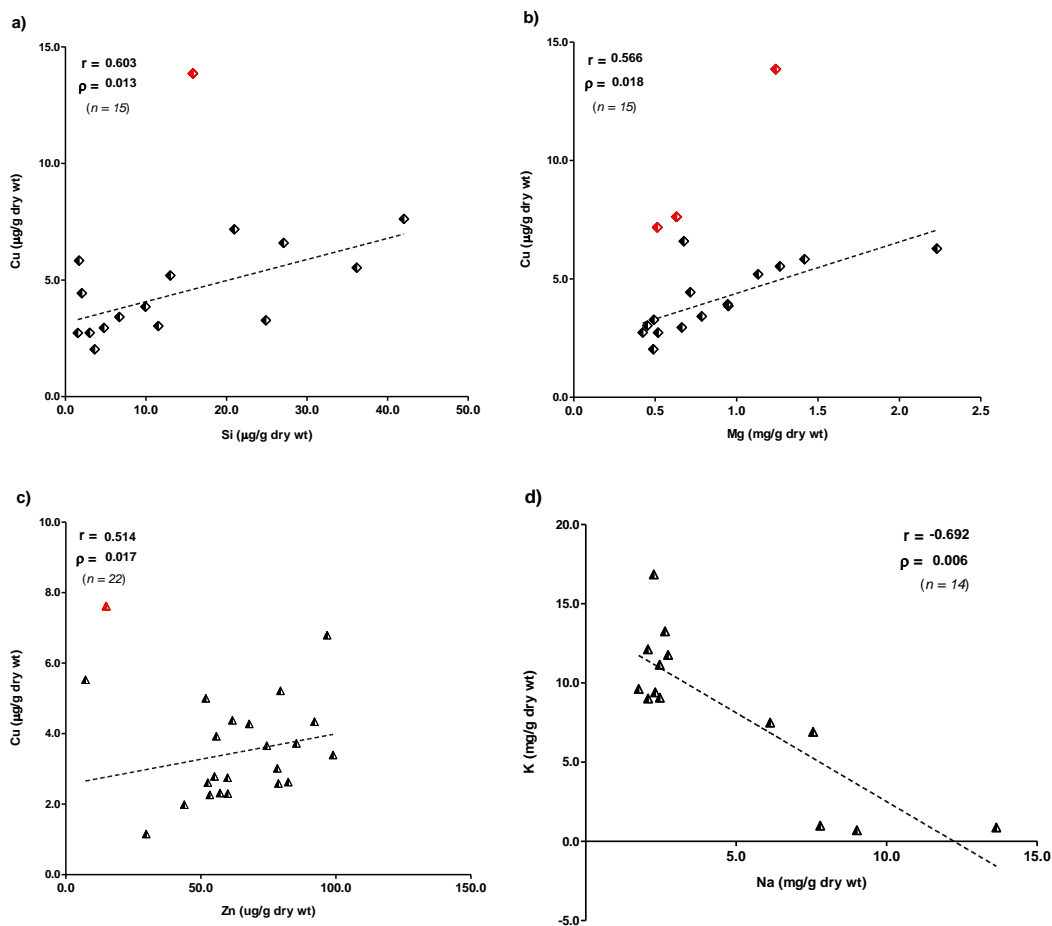 a)
r = 0.603
ρ = 0.013
(n = 15)
15.0
10.0
5.0
0.0
Cu (µg/g dry wt)
0.0 10.0 20.0 30.0 40.0 50.0
Si (µg/g dry wt)
b)
r = 0.566
ρ = 0.018
(n = 15)
15.0
10.0
5.0
0.0
Cu (µg/g dry wt)
0.0 0.5 1.0 1.5 2.0 2.5
Mg (mg/g dry wt)
c)
r = 0.514
ρ = 0.017
(n = 22)
10.0
8.0
6.0
4.0
2.0
0.0
Cu (µg/g dry wt)
0.0 50.0 100.0 150.0
Zn (ug/g dry wt)
d)
r = -0.692
ρ = 0.006
(n = 14)
20.0
15.0
10.0
5.0
0.0
-5.0
K (mg/g dry wt)
5.0 10.0 15.0
Na (mg/g dry wt)